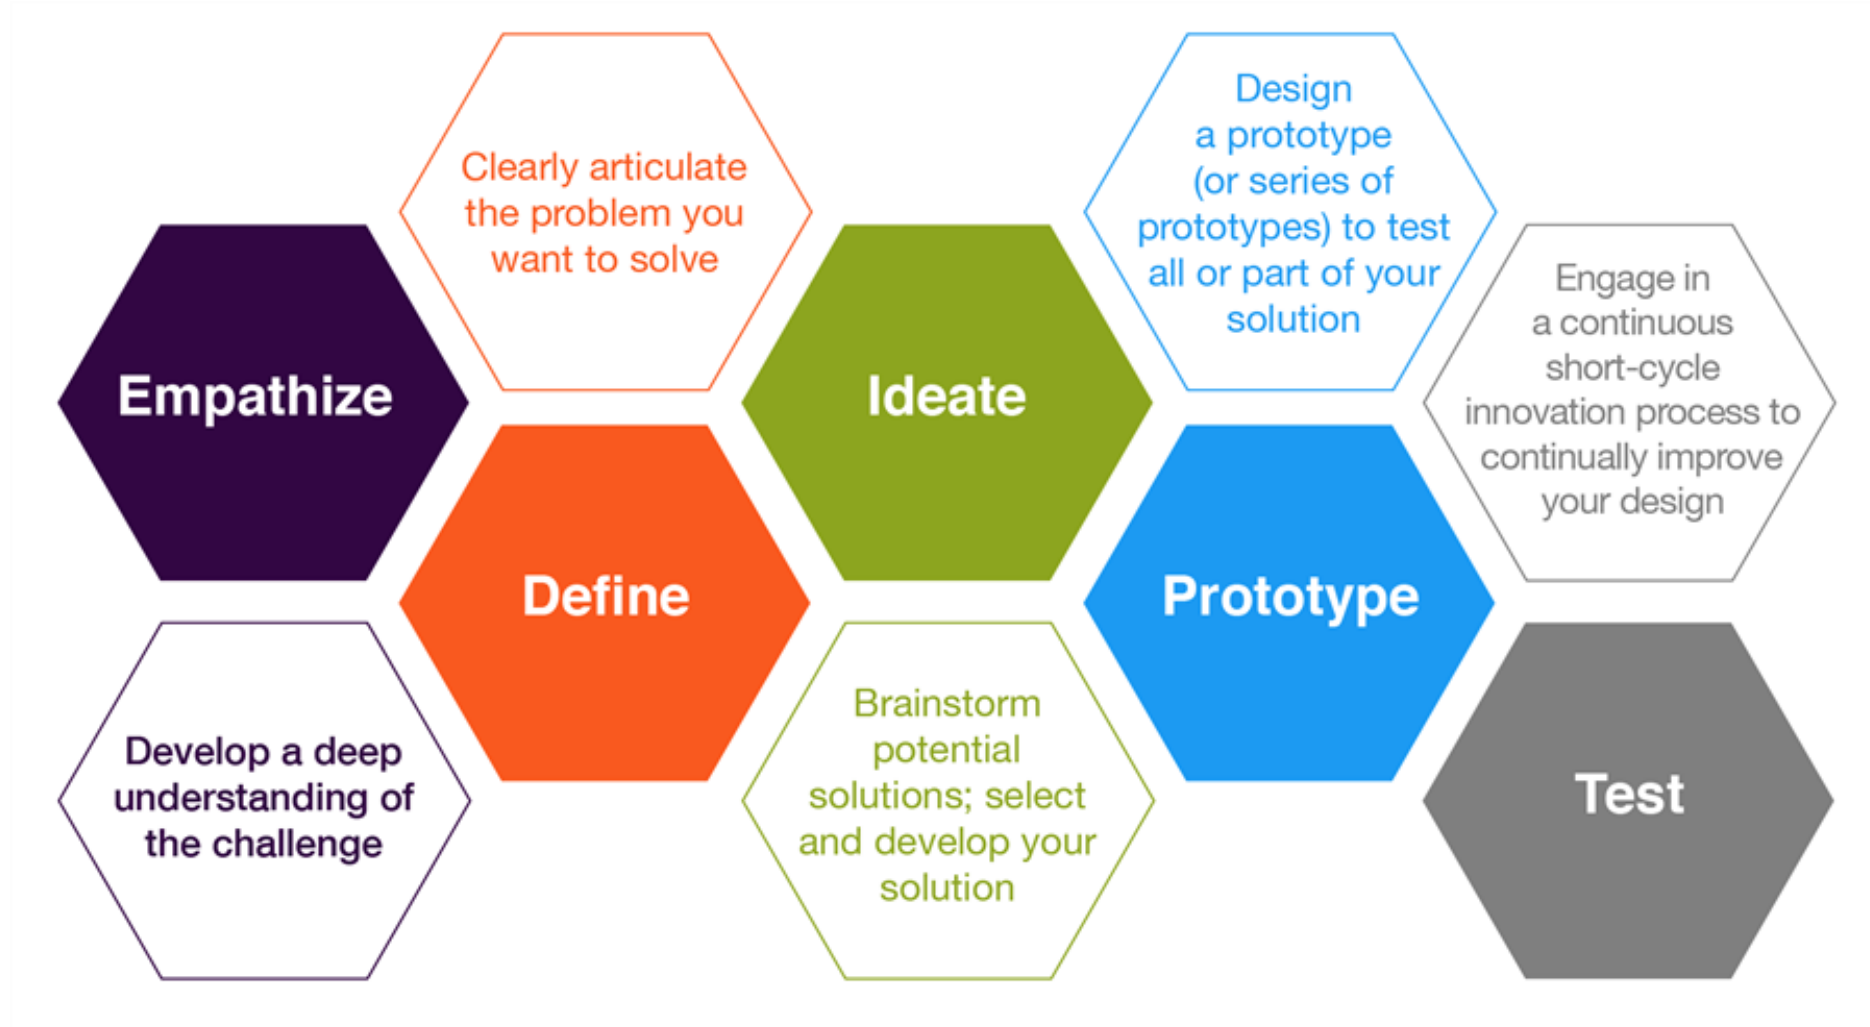 Empathize
Develop a deep
understanding of
the challenge
Clearly articulate
the problem you
want to solve
Define
Ideate
Brainstorm
potential
solutions; select
and develop your
solution
Design
a prototype
(or series of
prototypes) to test
all or part of your
solution
Prototype
Engage in
a continuous
short-cycle
innovation process to
continually improve
your design
Test